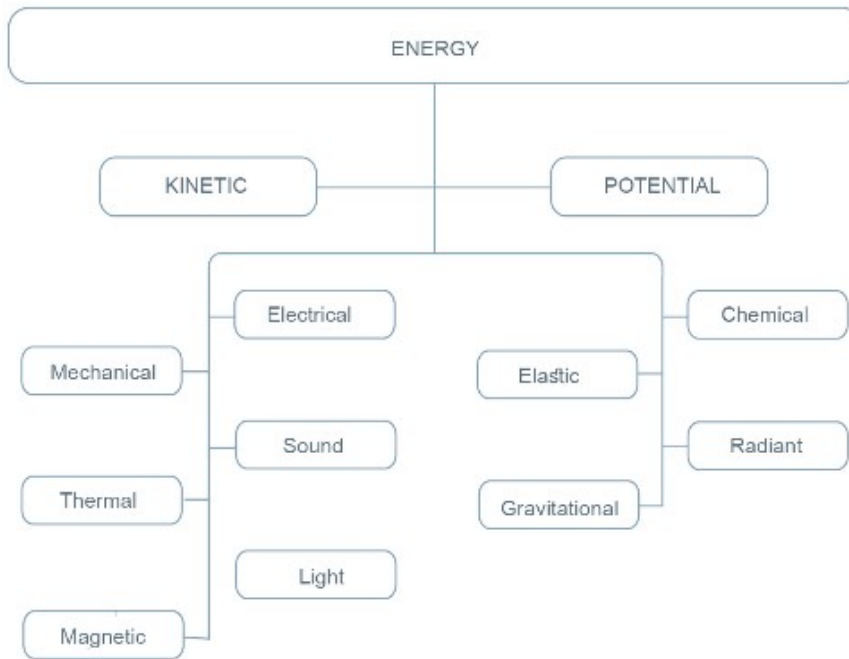 ENERGY
KINETIC
POTENTIAL
Electrical
Chemical
Mechanical
Elastic
Sound
Radiant
Thermal
Gravitational
Light
Magnetic